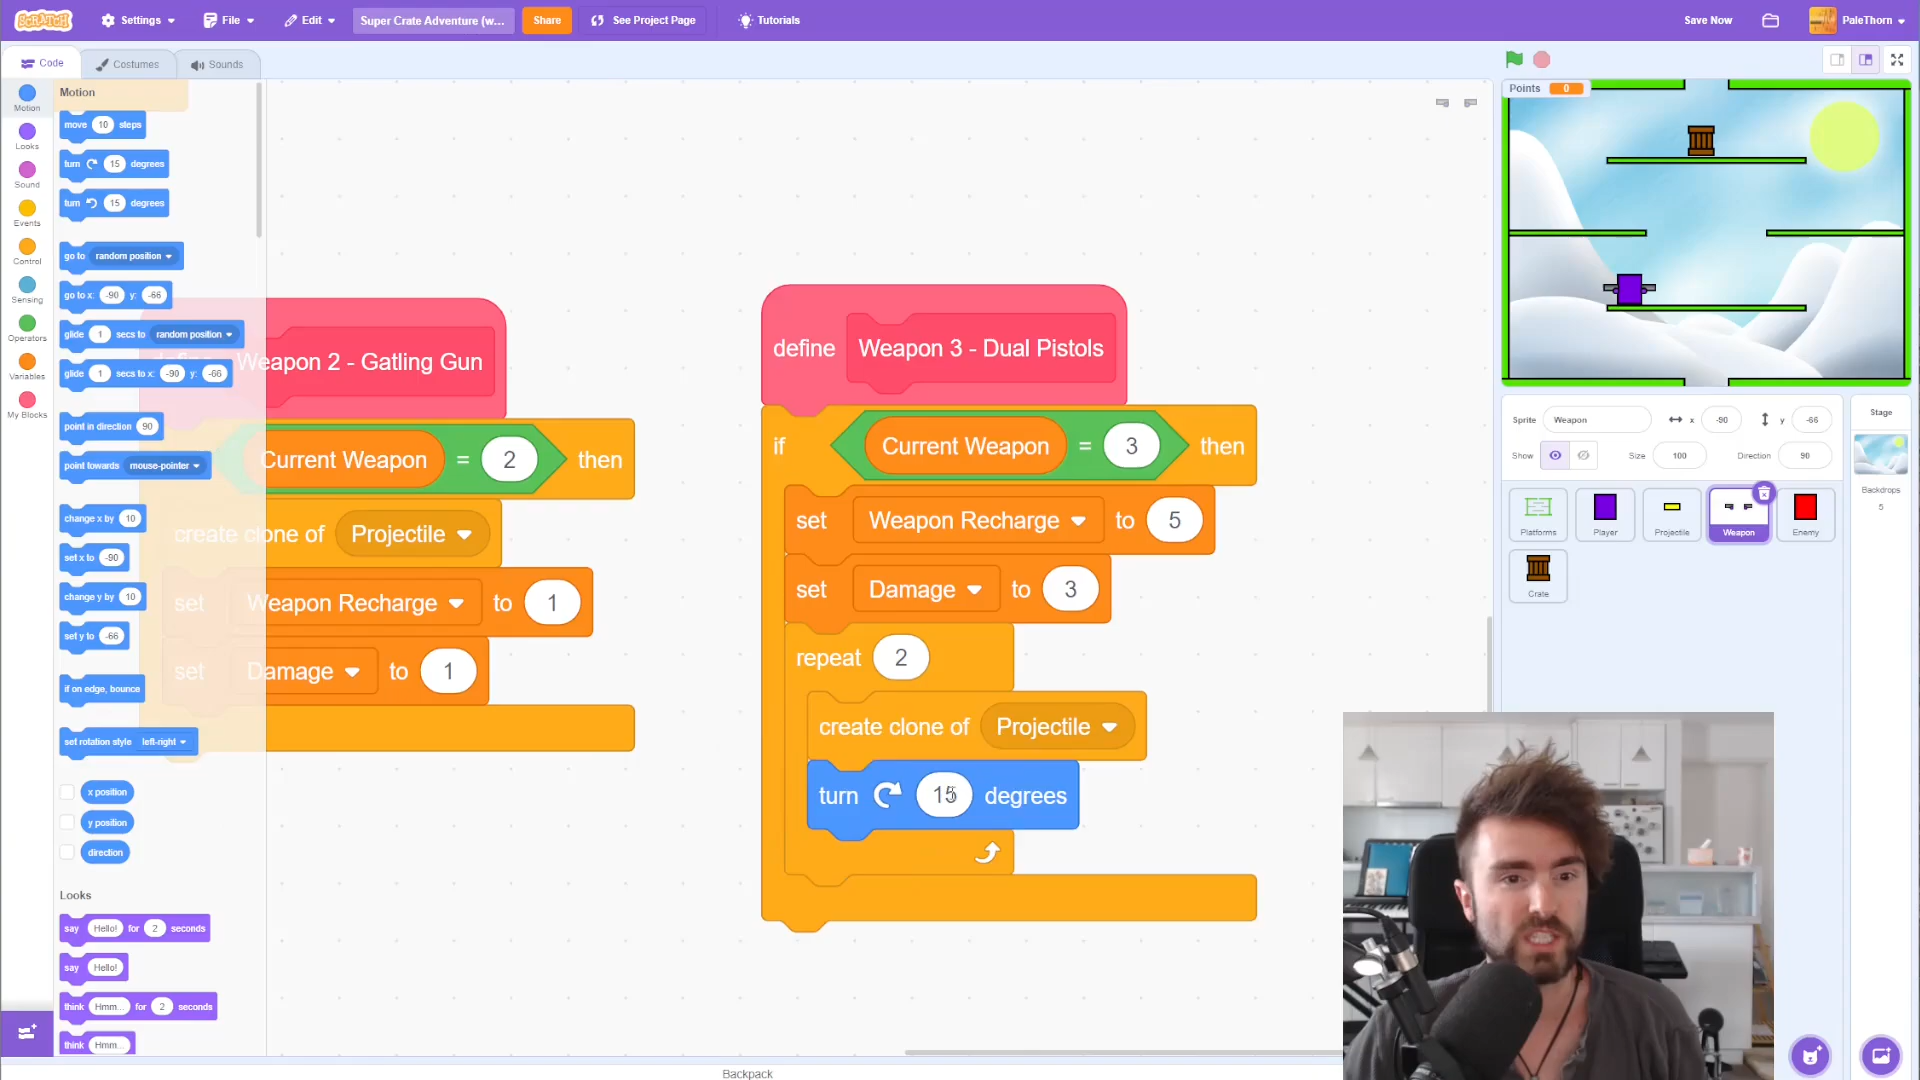 SCRATCH
Settings
File
Edit
Super Crate Adventure (w...
Share
See Project Page
Tutorials
Save Now
PaleThorn
Code
Costumes
Sounds
Motion
Looks
Sound
Events
Control
Sensing
Operators
Variables
My Blocks
Motion
move 10 steps
turn 15 degrees
turn 15 degrees
go to random position
go to x: -90 y: -66
glide 1 secs to random position
glide 1 secs to x: -90 y: -66
point in direction 90
point towards mouse-pointer
change x by 10
set x to -90
change y by 10
set y to -66
if on edge, bounce
set rotation style left-right
x position
y position
direction
Looks
say Hello! for 2 seconds
say Hello!
think Hmm... for 2 seconds
think Hmm...
define Weapon 2 - Gatling Gun
Current Weapon = 2 then
create clone of Projectile
set Weapon Recharge to 1
set Damage to 1
define Weapon 3 - Dual Pistols
if Current Weapon = 3 then
set Weapon Recharge to 5
set Damage to 3
repeat 2
create clone of Projectile
turn 15 degrees
Points 0
Sprite Weapon x -90 y -66
Show Size 100 Direction 90
Platforms
Player
Projectile
Weapon
Enemy
Crate
Stage
Backdrops
5
Backpack